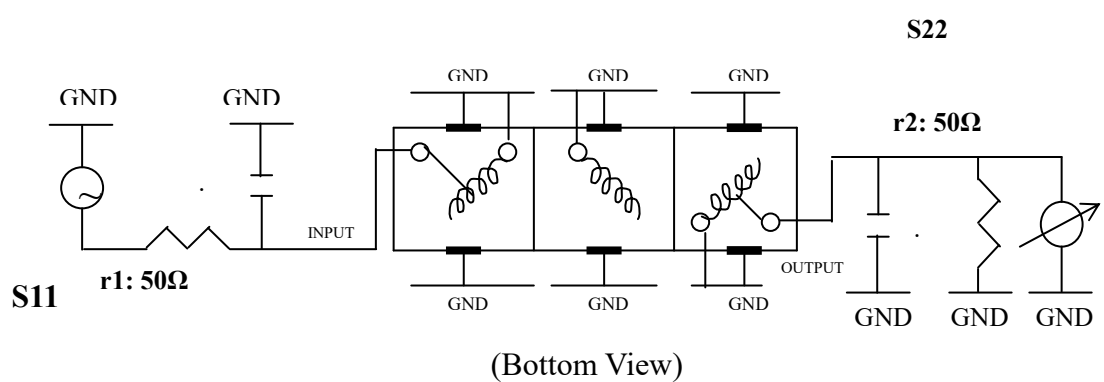 S22
GND GND GND
GND GND
r2: 50Ω
INPUT
OUTPUT
r1: 50Ω
S11
GND GND GND
GND GND GND
(Bottom View)